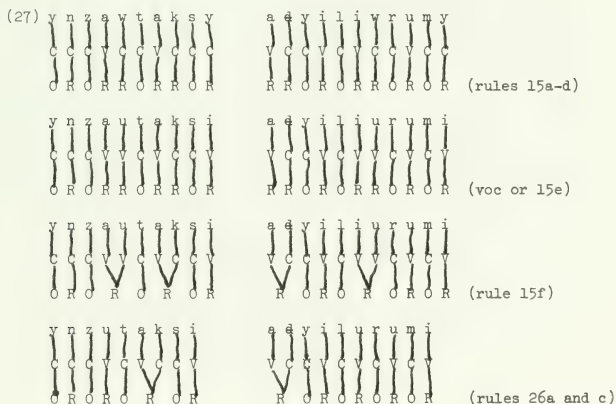 (27) y n z a w t a k s y a d y i l i w r u m y
C C C V C C V C C C V C C V C V C C V C C
O R O R R O R R O R R R O R O R R O R O R (rules 15a-d)
y n z a u t a k s i a d y i l i u r u m i
C C C V V C V C C V V C C V C V V C V C V
O R O R R O R R O R R R O R O R R O R O R (voc or 15e)
y n z a u t a k s i a d y i l i u r u m i
C C C V V C V C C V V C C V C V V C V C V
O R O R O R O R R O R O R O R O R (rule 15f)
y n z u t a k s i a d y i l u r u m i
C C C V C V C C V V C C V C V C V C V
O R O R O R O R R O R O R O R O R (rules 26a and c)